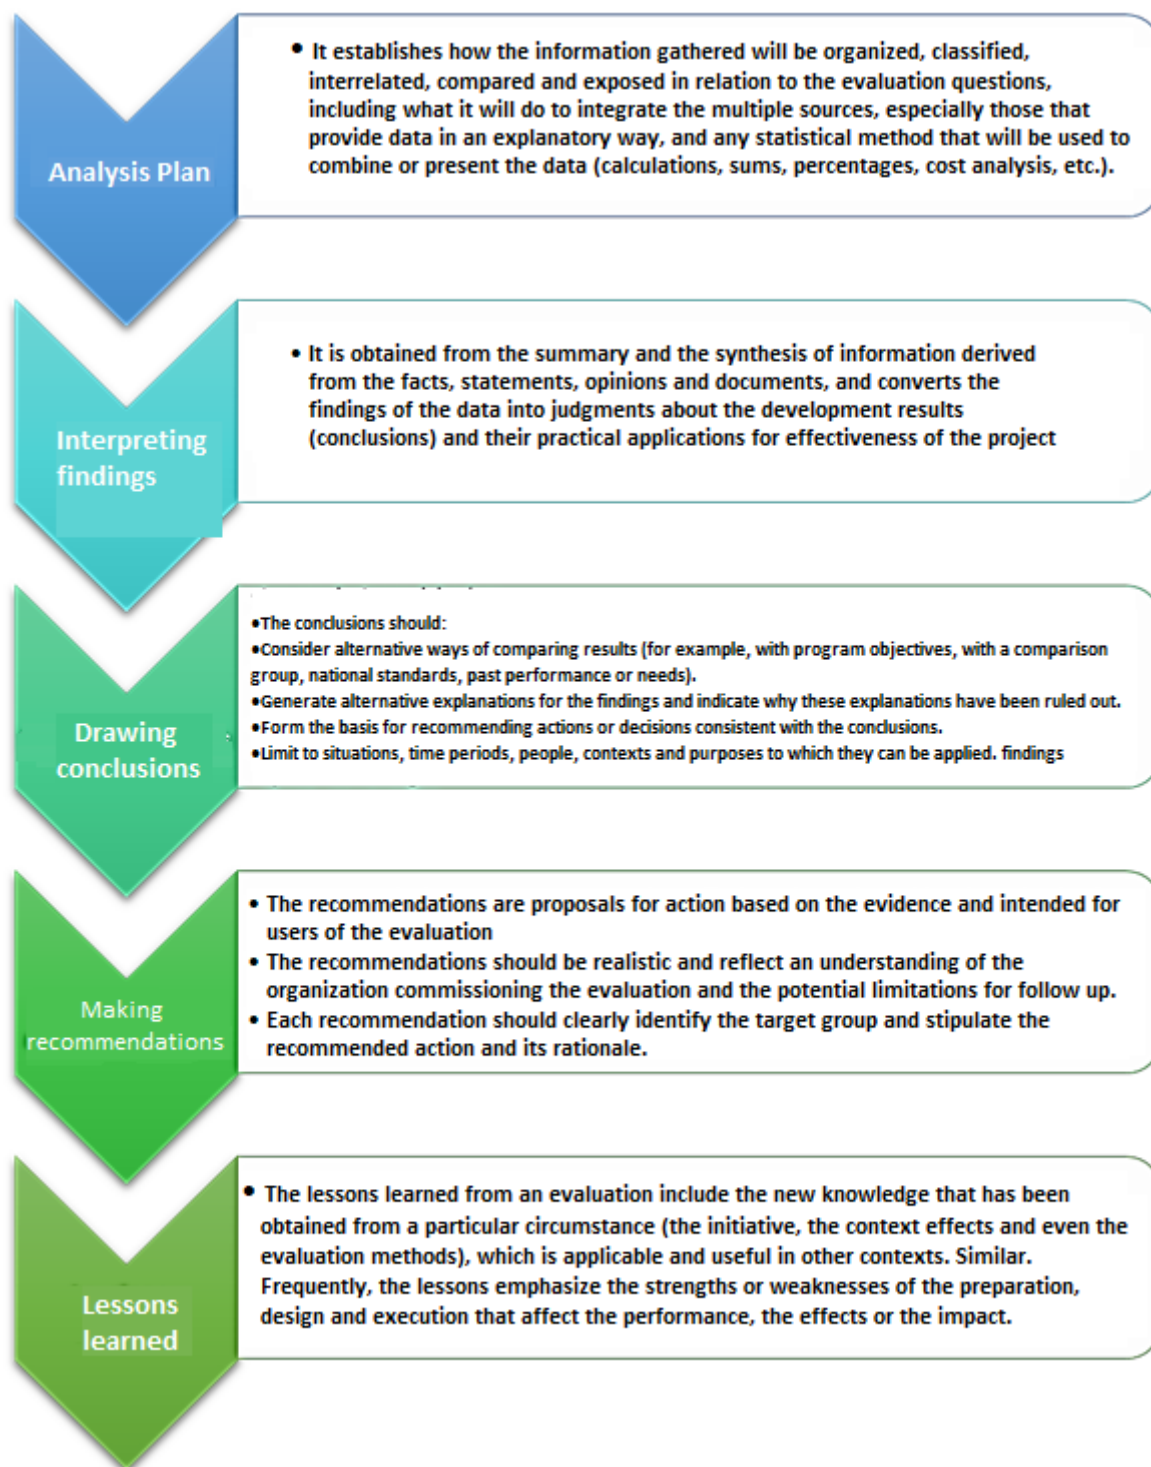 Analysis Plan
• It establishes how the information gathered will be organized, classified,
interrelated, compared and exposed in relation to the evaluation questions,
including what it will do to integrate the multiple sources, especially those that
provide data in an explanatory way, and any statistical method that will be used to
combine or present the data (calculations, sums, percentages, cost analysis, etc.).
Interpreting
findings
• It is obtained from the summary and the synthesis of information derived
from the facts, statements, opinions and documents, and converts the
findings of the data into judgments about the development results
(conclusions) and their practical applications for effectiveness of the project
Drawing
conclusions
•The conclusions should:
•Consider alternative ways of comparing results (for example, with program objectives, with a comparison
group, national standards, past performance or needs).
•Generate alternative explanations for the findings and indicate why these explanations have been ruled out.
•Form the basis for recommending actions or decisions consistent with the conclusions.
•Limit to situations, time periods, people, contexts and purposes to which they can be applied. findings
Making
recommendations
• The recommendations are proposals for action based on the evidence and intended for
users of the evaluation
• The recommendations should be realistic and reflect an understanding of the
organization commissioning the evaluation and the potential limitations for follow up.
• Each recommendation should clearly identify the target group and stipulate the
recommended action and its rationale.
Lessons
learned
• The lessons learned from an evaluation include the new knowledge that has been
obtained from a particular circumstance (the initiative, the context effects and even the
evaluation methods), which is applicable and useful in other contexts. Similar.
Frequently, the lessons emphasize the strengths or weaknesses of the preparation,
design and execution that affect the performance, the effects or the impact.